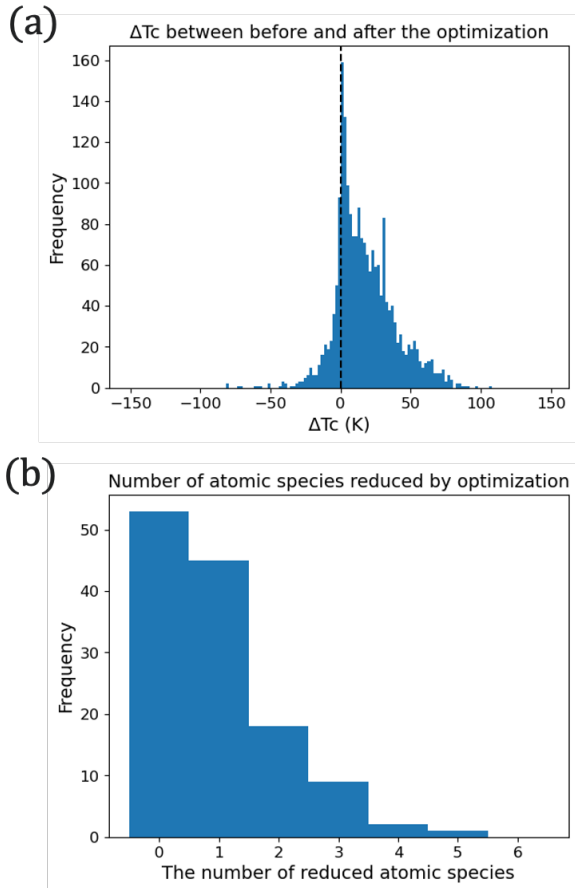 (a)
ΔTc between before and after the optimization
160
140
120
100
80
60
40
20
0
Frequency
−150 −100 −50 0 50 100 150
ΔTc (K)
(b)
Number of atomic species reduced by optimization
50
40
30
20
10
0
Frequency
0 1 2 3 4 5 6
The number of reduced atomic species